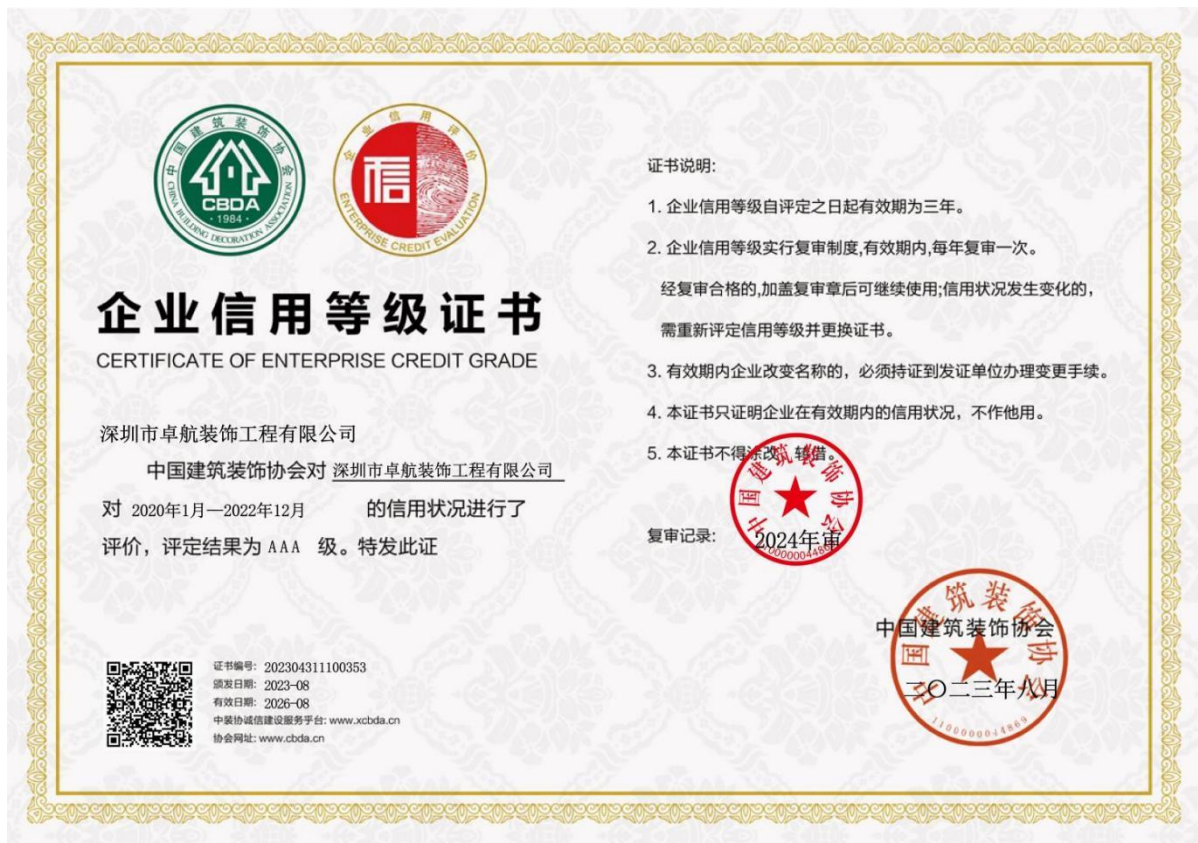 中国建筑装饰协会
CBDA
·1984·
CHINA BUILDING DECORATION ASSOCIATION
企业信用评价
信
ENTERPRISE CREDIT EVALUATION
企业信用等级证书
CERTIFICATE OF ENTERPRISE CREDIT GRADE
深圳市卓航装饰工程有限公司
中国建筑装饰协会对 深圳市卓航装饰工程有限公司
对 2020年1月—2022年12月 的信用状况进行了
评价，评定结果为 AAA 级。特发此证
证书编号: 202304311100353
颁发日期: 2023-08
有效日期: 2026-08
中装协诚信建设服务平台: www.xcbda.cn
协会网址: www.cbda.cn
证书说明:
1. 企业信用等级自评定之日起有效期为三年。
2. 企业信用等级实行复审制度,有效期内,每年复审一次。
经复审合格的,加盖复审章后可继续使用;信用状况发生变化的,
需重新评定信用等级并更换证书。
3. 有效期内企业改变名称的，必须持证到发证单位办理变更手续。
4. 本证书只证明企业在有效期内的信用状况，不作他用。
5. 本证书不得涂改、转借。
复审记录:
中国建筑装饰协会
2024年审
中国建筑装饰协会
二〇二三年八月
中国建筑装饰协会
1100000044869